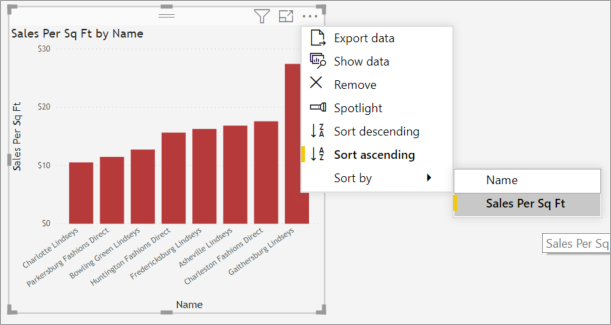 Sales Per Sq Ft by Name
$30
$20
$10
$0
Sales Per Sq Ft
Charlotte Lindseys
Parkersburg Fashions Direct
Bowling Green Lindseys
Huntington Fashions Direct
Fredericksburg Lindseys
Asheville Lindseys
Charleston Fashions Direct
Gaithersburg Lindseys
Name
Export data
Show data
Remove
Spotlight
Sort descending
Sort ascending
Sort by
Name
Sales Per Sq Ft
Sales Per Sq